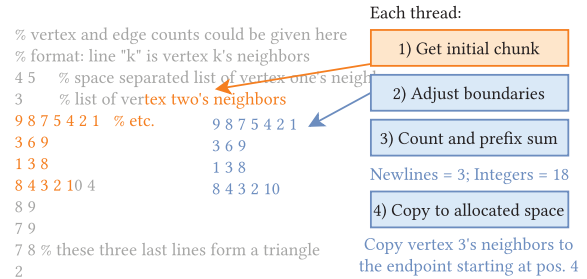 % vertex and edge counts could be given here
% format: line "k" is vertex k's neighbors
4 5 % space separated list of vertex one's neighb
3 % list of vertex two's neighbors
9 8 7 5 4 2 1 % etc.
3 6 9
1 3 8
8 4 3 2 10 4
8 9
7 9
7 8 % these three last lines form a triangle
2
9 8 7 5 4 2 1
3 6 9
1 3 8
8 4 3 2 10
Each thread:
1) Get initial chunk
2) Adjust boundaries
3) Count and prefix sum
Newlines = 3; Integers = 18
4) Copy to allocated space
Copy vertex 3's neighbors to
the endpoint starting at pos. 4